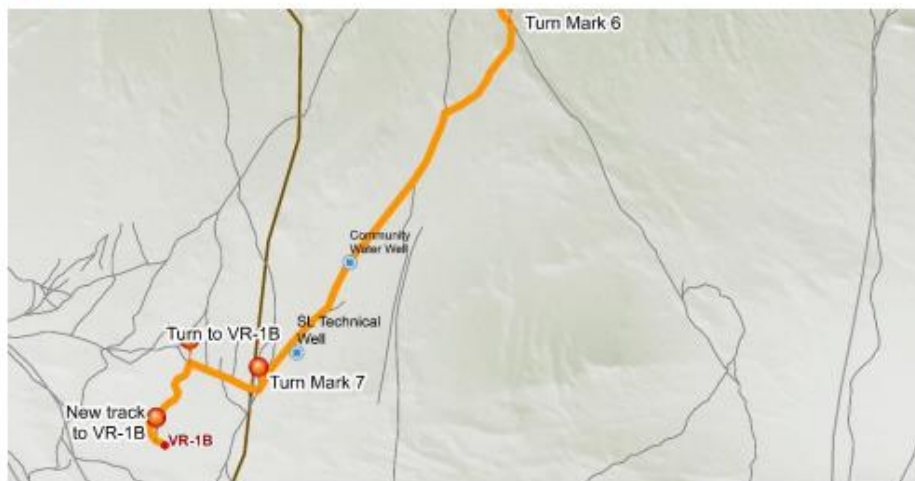 Turn Mark 6
Community
Water Well
SL Technical
Well
Turn to VR-1B
Turn Mark 7
New track
to VR-1B
VR-1B